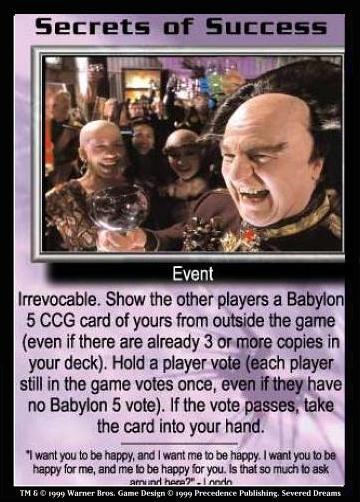 Secrets of Success
Event
Irrevocable. Show the other players a Babylon
5 CCG card of yours from outside the game
(even if there are already 3 or more copies in
your deck). Hold a player vote (each player
still in the game votes once, even if they have
no Babylon 5 vote). If the vote passes, take
the card into your hand.
"I want you to be happy, and I want me to be happy. I want you to be
happy for me, and me to be happy for you. Is that so much to ask
around here?" - Londo
TM & © 1999 Warner Bros. Game Design © 1999 Precedence Publishing. Severed Dreams